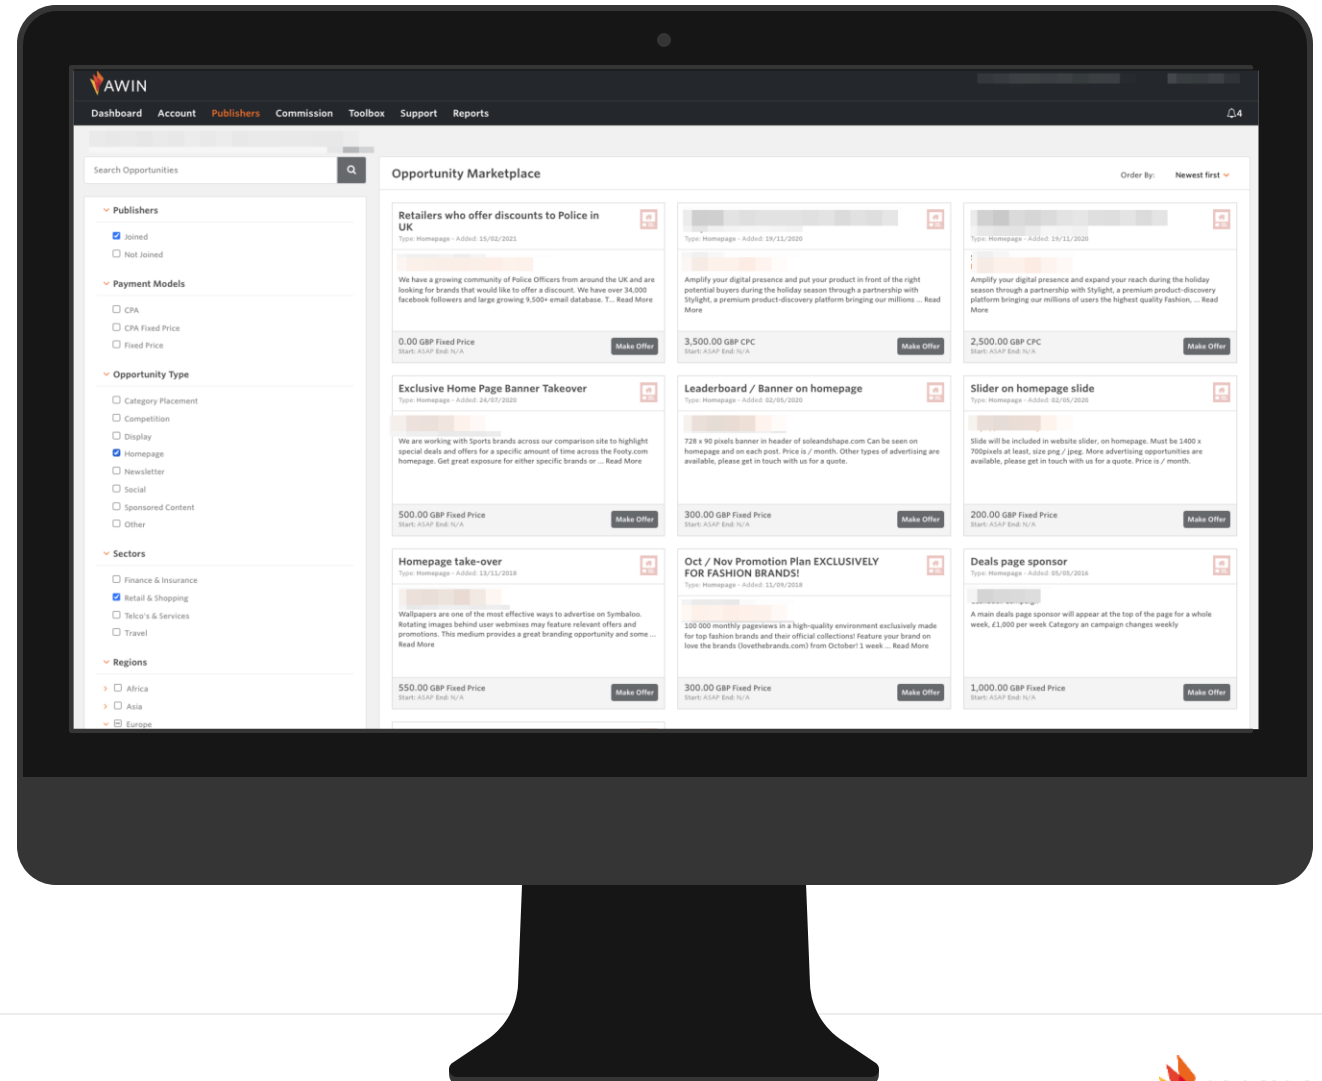 AWIN
Dashboard Account Publishers Commission Toolbox Support Reports
4
Search Opportunities
Publishers
Joined
Not Joined
Payment Models
CPA
CPA Fixed Price
Fixed Price
Opportunity Type
Category Placement
Competition
Display
Homepage
Newsletter
Social
Sponsored Content
Other
Sectors
Finance & Insurance
Retail & Shopping
Telco's & Services
Travel
Regions
Africa
Asia
Europe
Opportunity Marketplace
Order By: Newest first
Retailers who offer discounts to Police in
UK
Type: Homepage - Added: 15/02/2021
We have a growing community of Police Officers from around the UK and are
looking for brands that would like to offer a discount. We have over 34,000
facebook followers and large growing 9,500+ email database. T... Read More
0.00 GBP Fixed Price
Start: ASAP End: N/A
Make Offer
Type: Homepage - Added: 19/11/2020
Amplify your digital presence and put your product in front of the right
potential buyers during the holiday season through a partnership with
Stylight, a premium product-discovery platform bringing our millions ... Read
More
3,500.00 GBP CPC
Start: ASAP End: N/A
Make Offer
Type: Homepage - Added: 19/11/2020
Amplify your digital presence and expand your reach during the holiday
season through a partnership with Stylight, a premium product-discovery
platform bringing our millions of users the highest quality Fashion, ... Read
More
2,500.00 GBP CPC
Start: ASAP End: N/A
Make Offer
Exclusive Home Page Banner Takeover
Type: Homepage - Added: 24/07/2020
We are working with Sports brands across our comparison site to highlight
special deals and offers for a specific amount of time across the Footy.com
homepage. Get great exposure for either specific brands or ... Read More
500.00 GBP Fixed Price
Start: ASAP End: N/A
Make Offer
Leaderboard / Banner on homepage
Type: Homepage - Added: 02/05/2020
728 x 90 pixels banner in header of soleandshape.com Can be seen on
homepage and on each post. Price is / month. Other types of advertising are
available, please get in touch with us for a quote.
300.00 GBP Fixed Price
Start: ASAP End: N/A
Make Offer
Slider on homepage slide
Type: Homepage - Added: 02/05/2020
Slide will be included in website slider, on homepage. Must be 1400 x
700pixels at least, size png / jpeg. More advertising opportunities are
available, please get in touch with us for a quote. Price is / month.
200.00 GBP Fixed Price
Start: ASAP End: N/A
Make Offer
Homepage take-over
Type: Homepage - Added: 13/11/2018
Wallpapers are one of the most effective ways to advertise on Symbaloo.
Rotating images behind user webmixes may feature relevant offers and
promotions. This medium provides a great branding opportunity and some ...
Read More
550.00 GBP Fixed Price
Start: ASAP End: N/A
Make Offer
Oct / Nov Promotion Plan EXCLUSIVELY
FOR FASHION BRANDS!
Type: Homepage - Added: 11/09/2018
100 000 monthly pageviews in a high-quality environment exclusively made
for top fashion brands and their official collections! Feature your brand on
love the brands (lovethebrands.com) from October! 1 week ... Read More
300.00 GBP Fixed Price
Start: ASAP End: N/A
Make Offer
Deals page sponsor
Type: Homepage - Added: 05/05/2016
A main deals page sponsor will appear at the top of the page for a whole
week, £1,000 per week Category an campaign changes weekly
1,000.00 GBP Fixed Price
Start: ASAP End: N/A
Make Offer